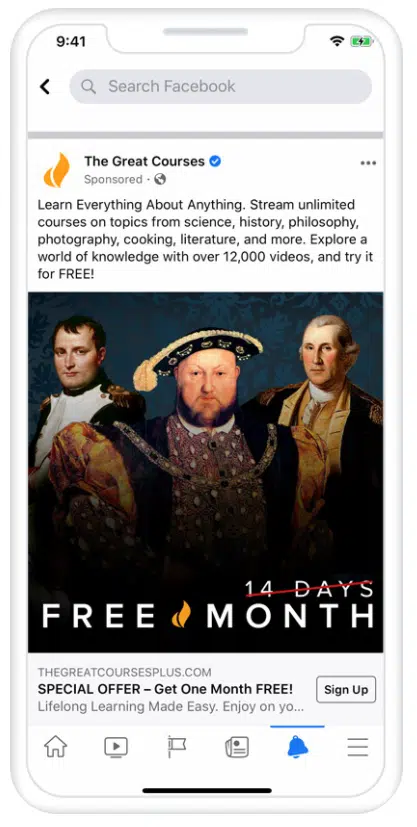 9:41
Search Facebook
The Great Courses
Sponsored ·
Learn Everything About Anything. Stream unlimited
courses on topics from science, history, philosophy,
photography, cooking, literature, and more. Explore a
world of knowledge with over 12,000 videos, and try it
for FREE!
14 DAYS
FREE MONTH
THEGREATCOURSESPLUS.COM
SPECIAL OFFER – Get One Month FREE!
Sign Up
Lifelong Learning Made Easy. Enjoy on yo...